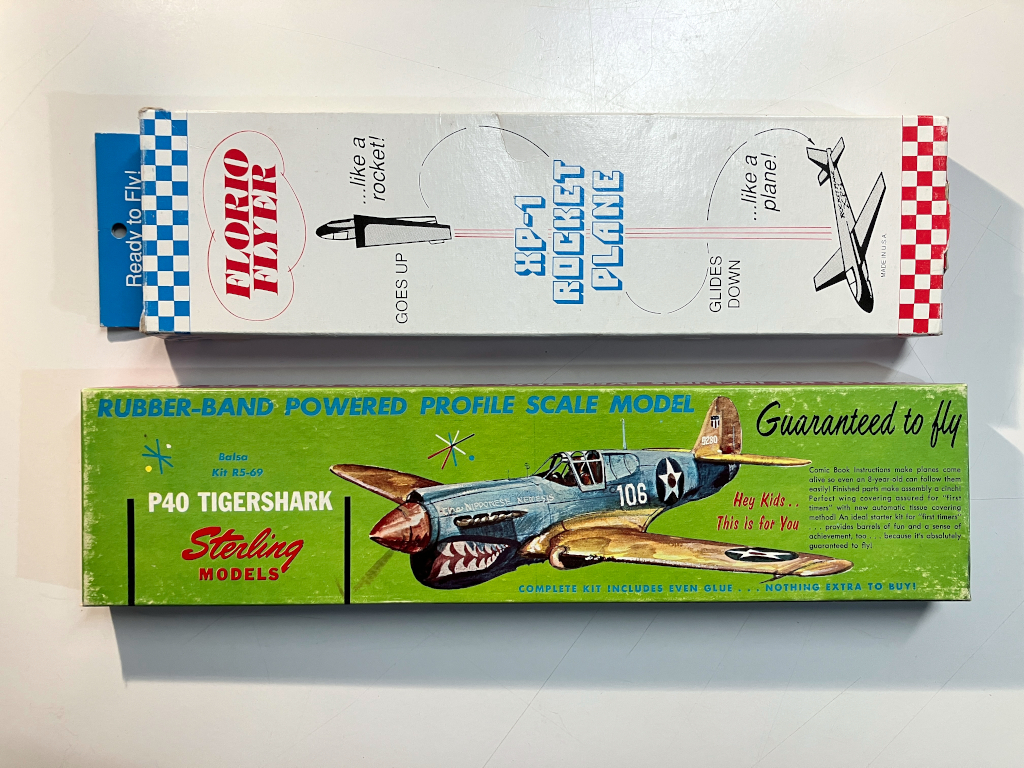 Ready to Fly!
FLORIO
FLYER
...like a
rocket!
GOES UP
XP-1
ROCKET
PLANE
GLIDES
DOWN
...like a
plane!
MADE IN U.S.A.
RUBBER-BAND POWERED PROFILE SCALE MODEL
Guaranteed to fly
Balsa
Kit R5-69
P40 TIGERSHARK
Sterling
MODELS
9280
106
NEMESIS
Hey Kids..
This is for You
Comic Book Instructions make planes come
alive so even an 8-year old can follow them
easily! Finished parts make assembly a cinch!
Perfect wing covering assured for "first
timers" with new automatic tissue covering
method! An ideal starter kit for "first timers"
... provides barrels of fun and a sense of
achievement, too ... because it's absolutely
guaranteed to fly!
COMPLETE KIT INCLUDES EVEN GLUE . . . NOTHING EXTRA TO BUY!